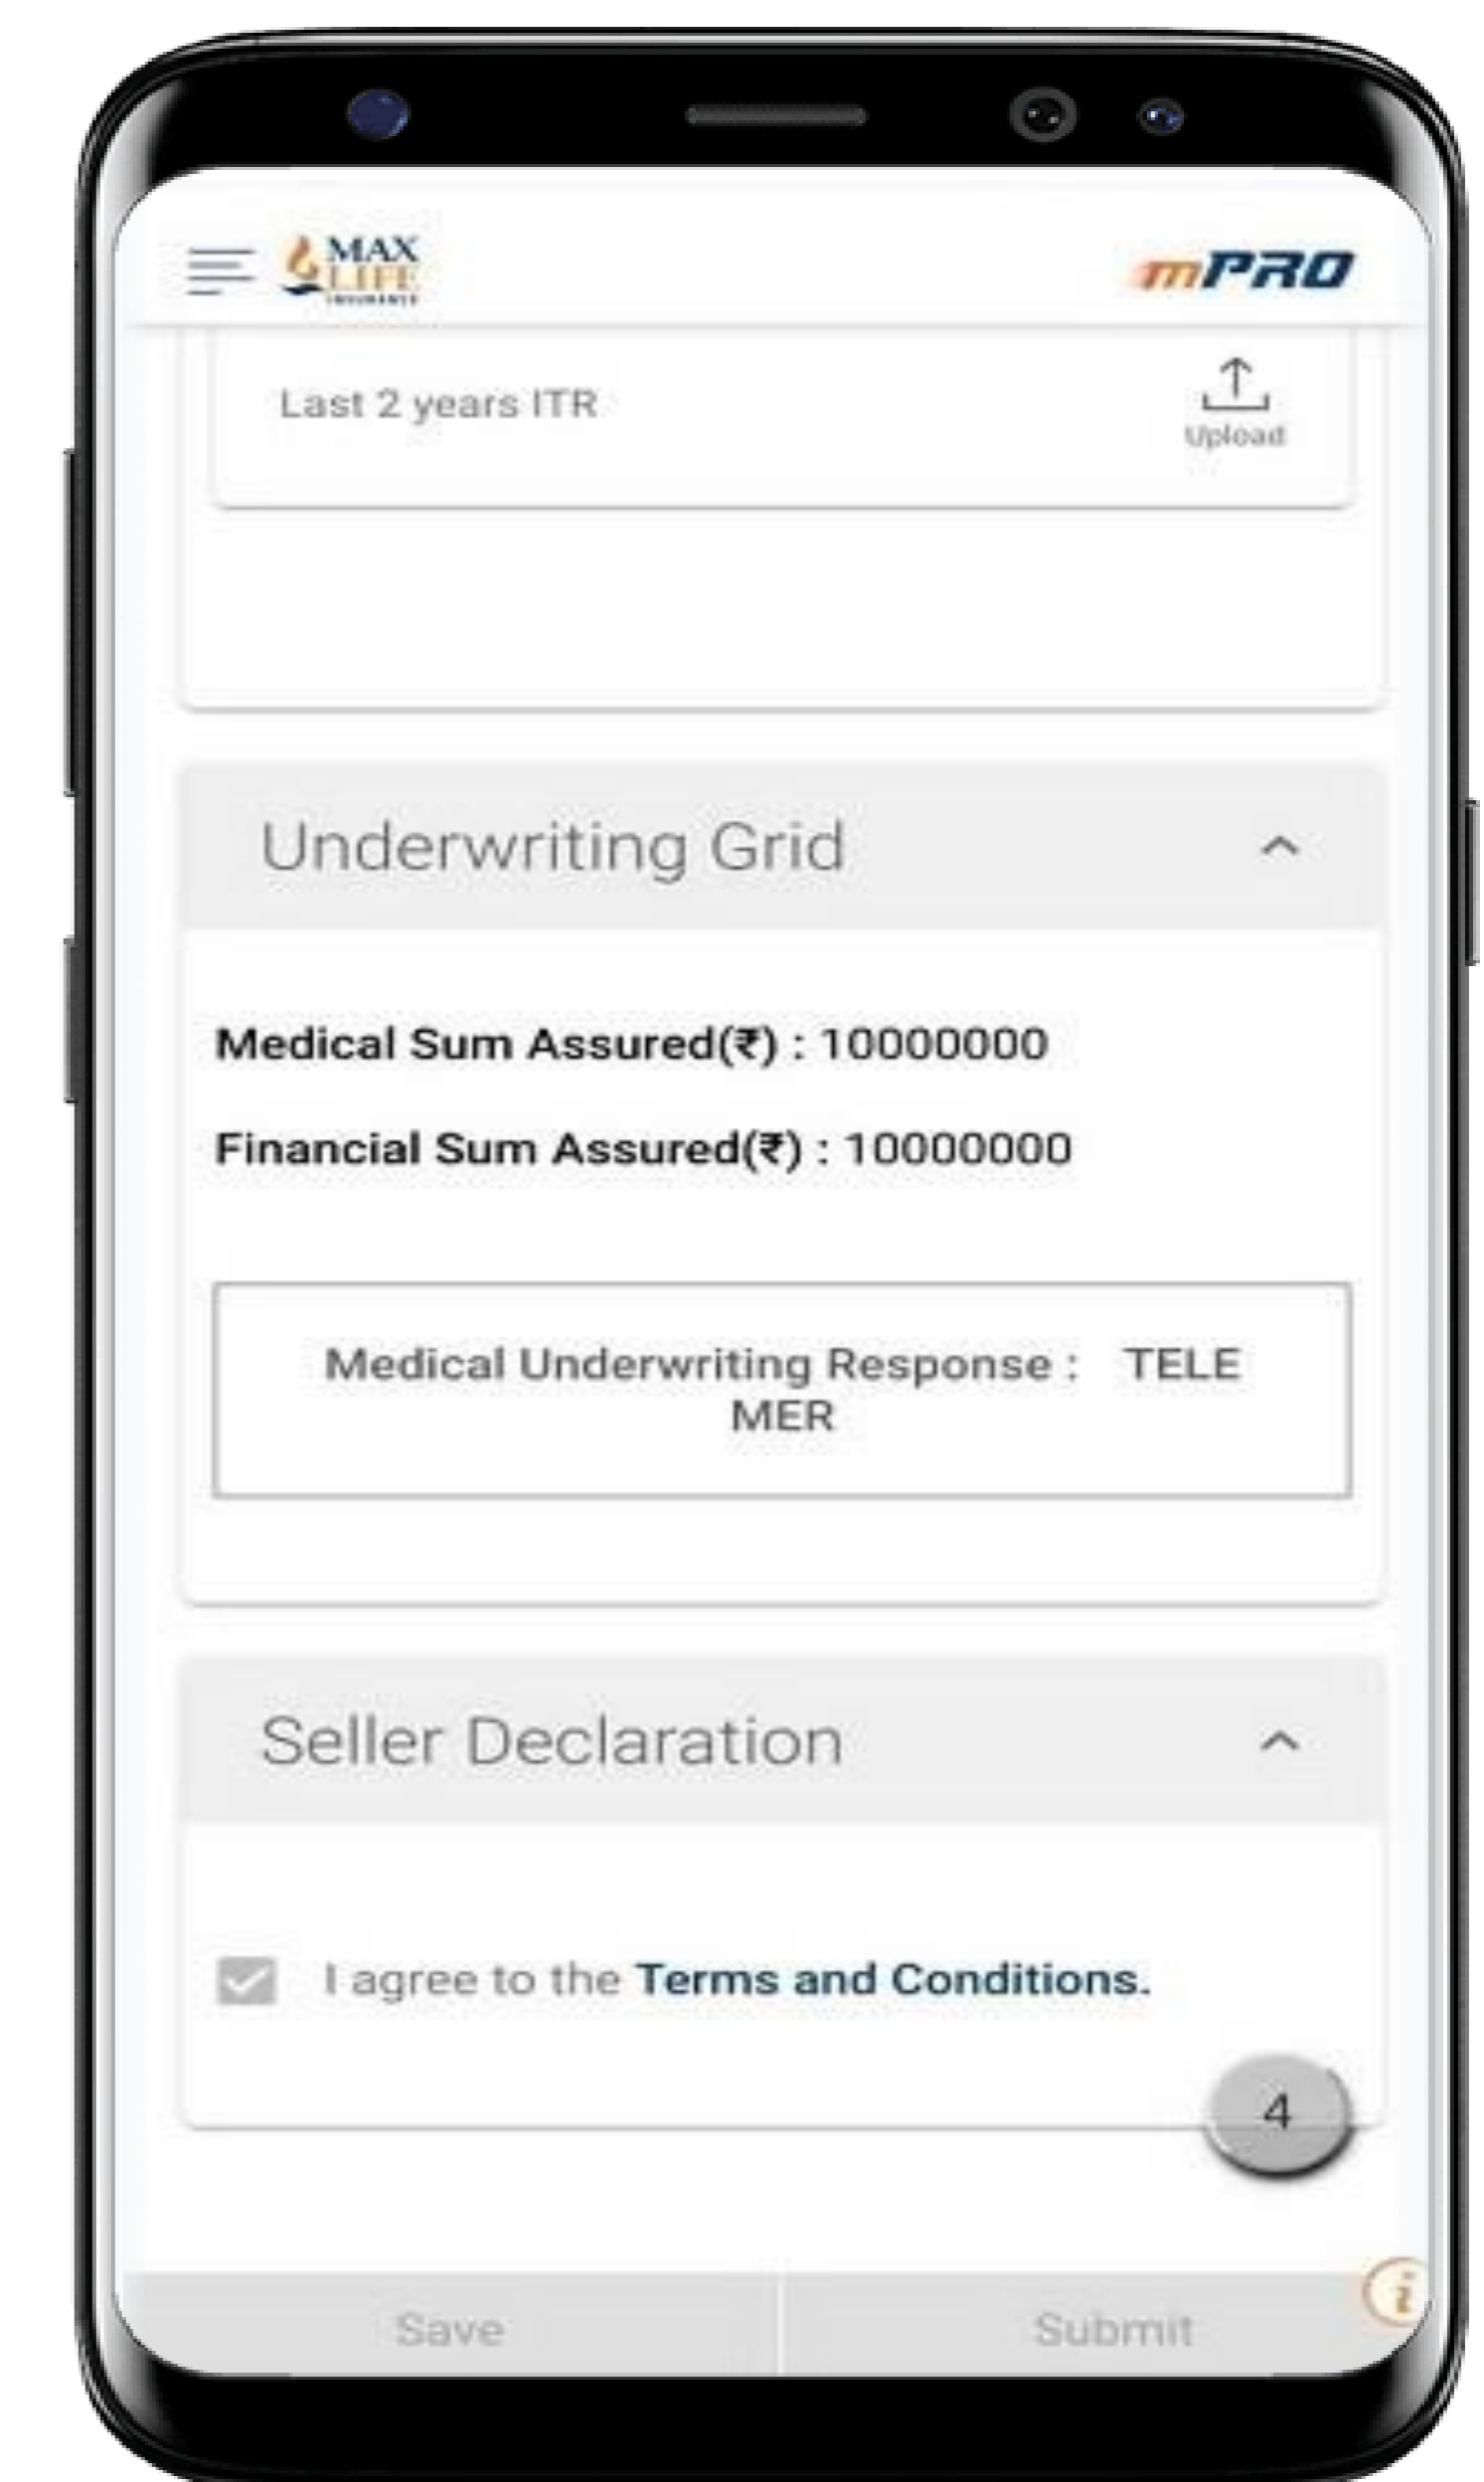 MAX
LIFE
INSURANCE
mPRO
Last 2 years ITR
Upload
Underwriting Grid
Medical Sum Assured(₹) : 10000000
Financial Sum Assured(₹) : 10000000
Medical Underwriting Response : TELE
MER
Seller Declaration
I agree to the Terms and Conditions.
4
i
Save
Submit